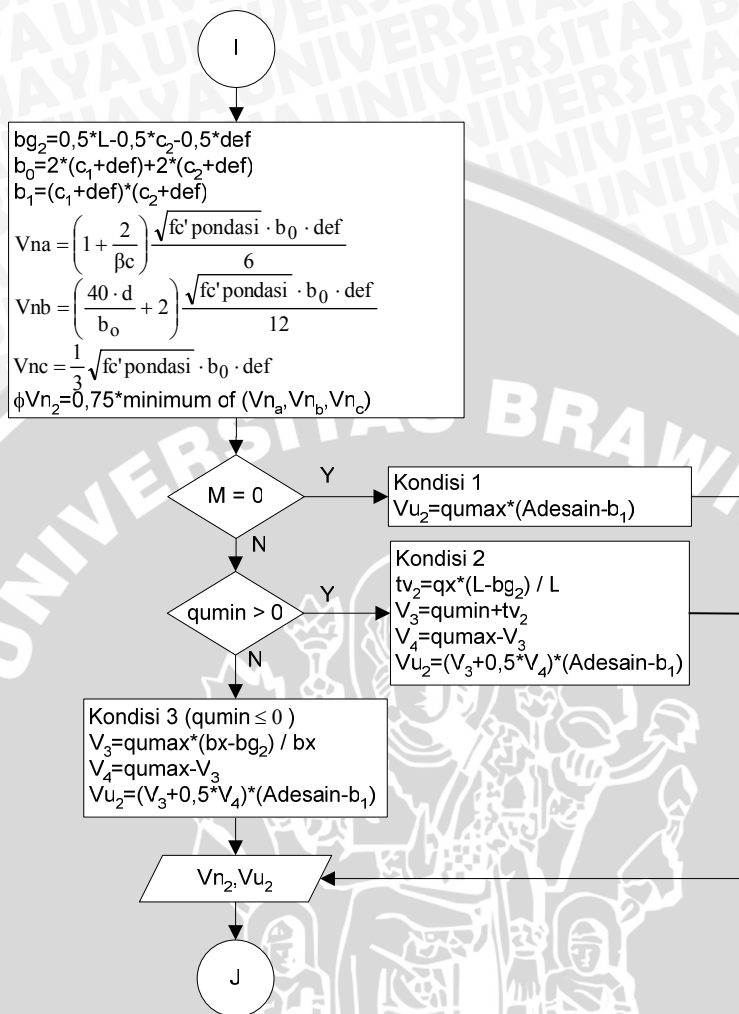 I
bg₂=0,5*L-0,5*c₂-0,5*def
b₀=2*(c₁+def)+2*(c₂+def)
b₁=(c₁+def)*(c₂+def)
Vna = (1 + 2/βc) √fc' pondasi · b₀ · def / 6
Vnb = (40 · d / bₒ + 2) √fc' pondasi · b₀ · def / 12
Vnc = 1/3 √fc' pondasi · b₀ · def
ϕVn₂=0,75*minimum of (Vnₐ,Vn_b,Vn_c)
M = 0
Y
Kondisi 1
Vu₂=qumax*(Adesain-b₁)
N
qumin > 0
Y
Kondisi 2
tv₂=qx*(L-bg₂) / L
V₃=qumin+tv₂
V₄=qumax-V₃
Vu₂=(V₃+0,5*V₄)*(Adesain-b₁)
N
Kondisi 3 (qumin ≤ 0 )
V₃=qumax*(bx-bg₂) / bx
V₄=qumax-V₃
Vu₂=(V₃+0,5*V₄)*(Adesain-b₁)
Vn₂,Vu₂
J
UNIVERSITAS BRAWI